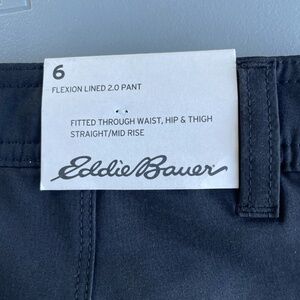 6
FLEXION LINED 2.0 PANT
FITTED THROUGH WAIST, HIP & THIGH
STRAIGHT/MID RISE
Eddie Bauer